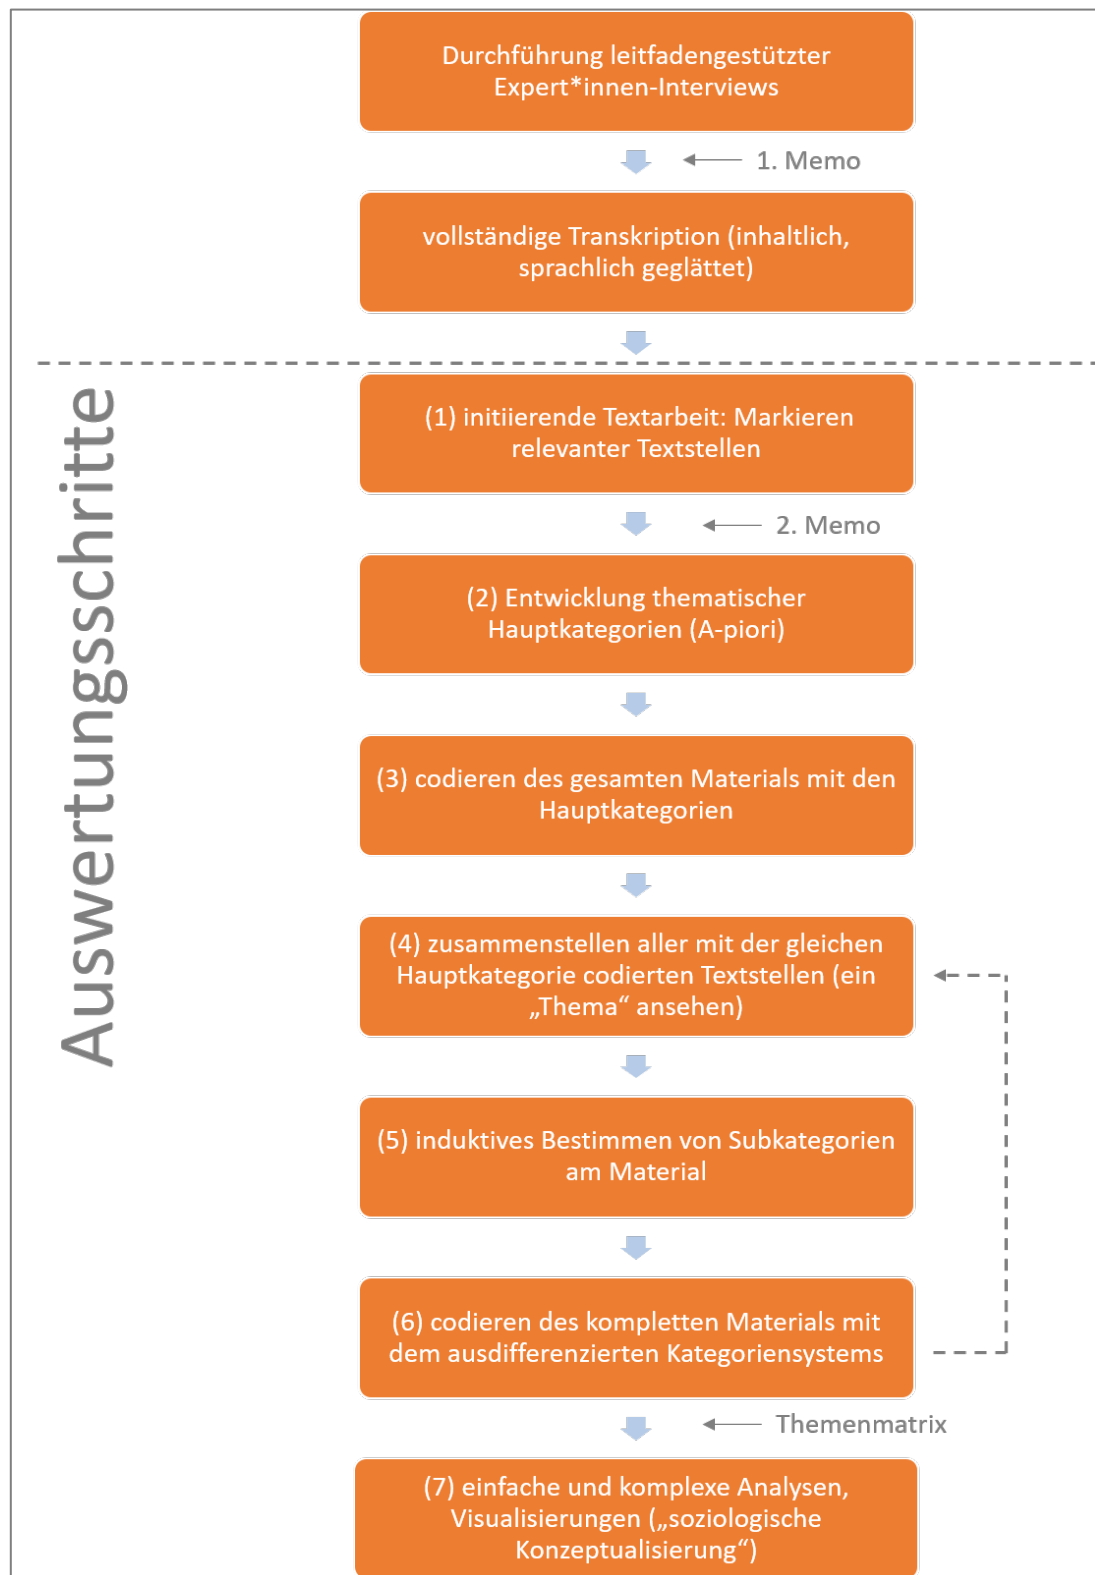 Durchführung leitfadengestützter
Expert*innen-Interviews
1. Memo
vollständige Transkription (inhaltlich,
sprachlich geglättet)
Auswertungsschritte
(1) initiierende Textarbeit: Markieren
relevanter Textstellen
2. Memo
(2) Entwicklung thematischer
Hauptkategorien (A-piori)
(3) codieren des gesamten Materials mit den
Hauptkategorien
(4) zusammenstellen aller mit der gleichen
Hauptkategorie codierten Textstellen (ein
„Thema“ ansehen)
(5) induktives Bestimmen von Subkategorien
am Material
(6) codieren des kompletten Materials mit
dem ausdifferenzierten Kategoriensystems
Themenmatrix
(7) einfache und komplexe Analysen,
Visualisierungen („soziologische
Konzeptualisierung“)